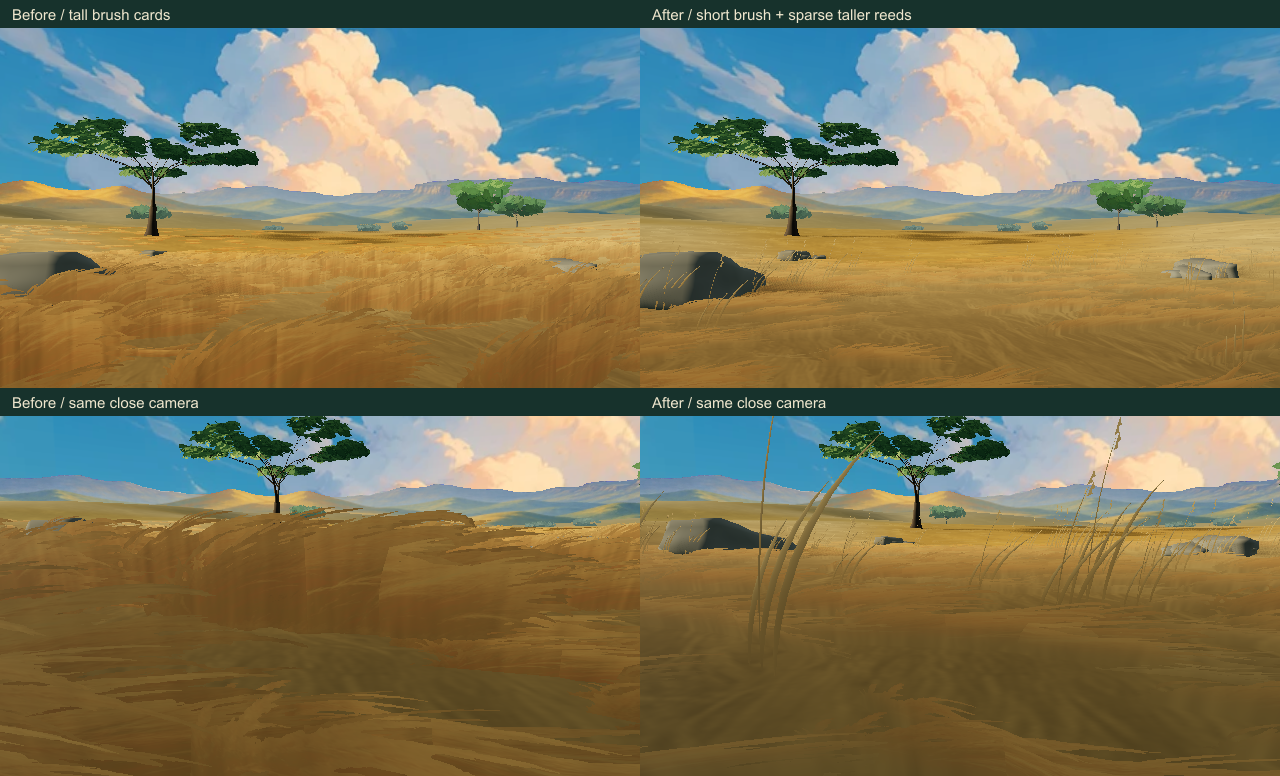 Before / tall brush cards
After / short brush + sparse taller reeds
Before / same close camera
After / same close camera